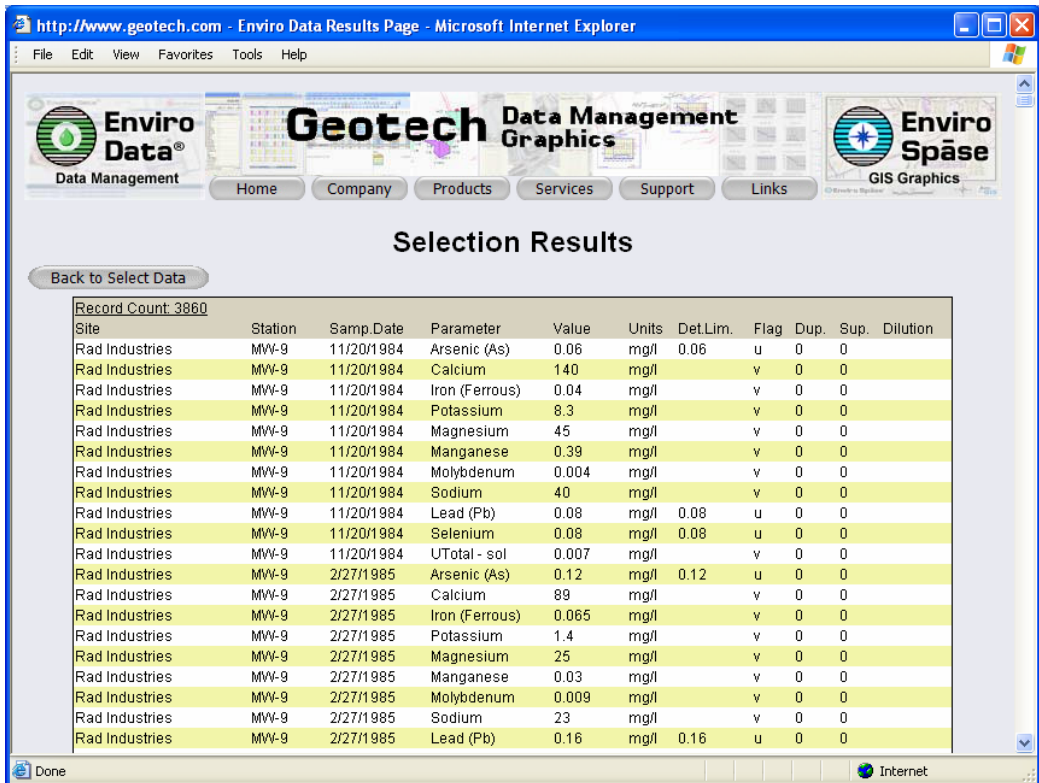 http://www.geotech.com - Enviro Data Results Page - Microsoft Internet Explorer
File Edit View Favorites Tools Help
Enviro Data®
Data Management
Geotech Data Management Graphics
Enviro Spāse
GIS Graphics
Home Company Products Services Support Links
Selection Results
Back to Select Data
Record Count: 3860
Site Station Samp.Date Parameter Value Units Det.Lim. Flag Dup. Sup. Dilution
Rad Industries MW-9 11/20/1984 Arsenic (As) 0.06 mg/l 0.06 u 0 0
Rad Industries MW-9 11/20/1984 Calcium 140 mg/l v 0 0
Rad Industries MW-9 11/20/1984 Iron (Ferrous) 0.04 mg/l v 0 0
Rad Industries MW-9 11/20/1984 Potassium 8.3 mg/l v 0 0
Rad Industries MW-9 11/20/1984 Magnesium 45 mg/l v 0 0
Rad Industries MW-9 11/20/1984 Manganese 0.39 mg/l v 0 0
Rad Industries MW-9 11/20/1984 Molybdenum 0.004 mg/l v 0 0
Rad Industries MW-9 11/20/1984 Sodium 40 mg/l v 0 0
Rad Industries MW-9 11/20/1984 Lead (Pb) 0.08 mg/l 0.08 u 0 0
Rad Industries MW-9 11/20/1984 Selenium 0.08 mg/l 0.08 u 0 0
Rad Industries MW-9 11/20/1984 UTotal - sol 0.007 mg/l v 0 0
Rad Industries MW-9 2/27/1985 Arsenic (As) 0.12 mg/l 0.12 u 0 0
Rad Industries MW-9 2/27/1985 Calcium 89 mg/l v 0 0
Rad Industries MW-9 2/27/1985 Iron (Ferrous) 0.065 mg/l v 0 0
Rad Industries MW-9 2/27/1985 Potassium 1.4 mg/l v 0 0
Rad Industries MW-9 2/27/1985 Magnesium 25 mg/l v 0 0
Rad Industries MW-9 2/27/1985 Manganese 0.03 mg/l v 0 0
Rad Industries MW-9 2/27/1985 Molybdenum 0.009 mg/l v 0 0
Rad Industries MW-9 2/27/1985 Sodium 23 mg/l v 0 0
Rad Industries MW-9 2/27/1985 Lead (Pb) 0.16 mg/l 0.16 u 0 0
Done Internet